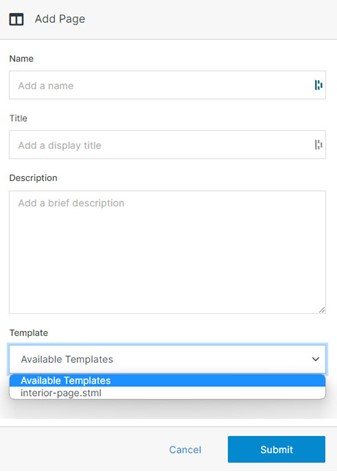 Add Page
Name
Add a name
Title
Add a display title
Description
Add a brief description
Template
Available Templates
Available Templates
interior-page.stml
Cancel
Submit